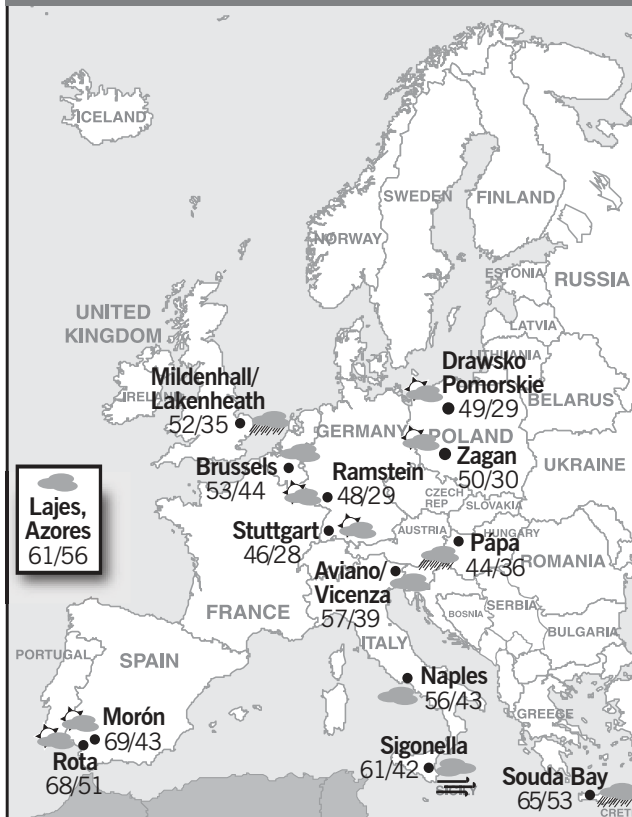 ICELAND
SWEDEN
FINLAND
NORWAY
ESTONIA
RUSSIA
UNITED
KINGDOM
LATVIA
LITHUANIA
Drawsko
Pomorskie
49/29
Mildenhall/
Lakenheath
52/35
IRELAND
BELARUS
GERMANY
POLAND
Zagan
50/30
Brussels
53/44
Ramstein
48/29
UKRAINE
CZECH
REP
SLOVAKIA
Lajes,
Azores
61/56
Stuttgart
46/28
AUSTRIA
HUNGARY
Pápa
44/36
ROMANIA
Aviano/
Vicenza
57/39
FRANCE
BOSNIA
SERBIA
BULGARIA
ITALY
PORTUGAL
SPAIN
Naples
56/43
GREECE
Morón
69/43
Rota
68/51
Sigonella
61/42
SICILY
Souda Bay
65/53
CRET